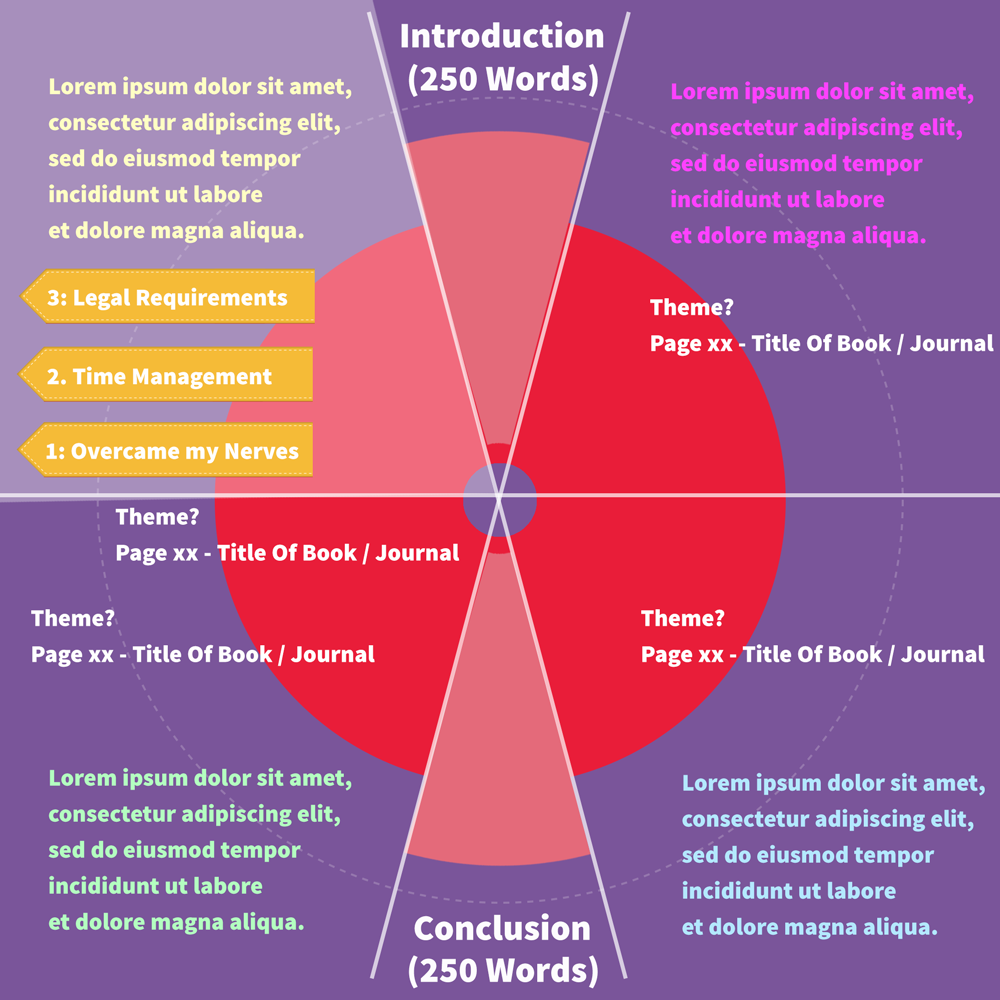 Introduction
(250 Words)
Lorem ipsum dolor sit amet,
consectetur adipiscing elit,
sed do eiusmod tempor
incididunt ut labore
et dolore magna aliqua.
Lorem ipsum dolor sit amet,
consectetur adipiscing elit,
sed do eiusmod tempor
incididunt ut labore
et dolore magna aliqua.
3: Legal Requirements
2. Time Management
1: Overcame my Nerves
Theme?
Page xx - Title Of Book / Journal
Theme?
Page xx - Title Of Book / Journal
Theme?
Page xx - Title Of Book / Journal
Theme?
Page xx - Title Of Book / Journal
Lorem ipsum dolor sit amet,
consectetur adipiscing elit,
sed do eiusmod tempor
incididunt ut labore
et dolore magna aliqua.
Lorem ipsum dolor sit amet,
consectetur adipiscing elit,
sed do eiusmod tempor
incididunt ut labore
et dolore magna aliqua.
Conclusion
(250 Words)